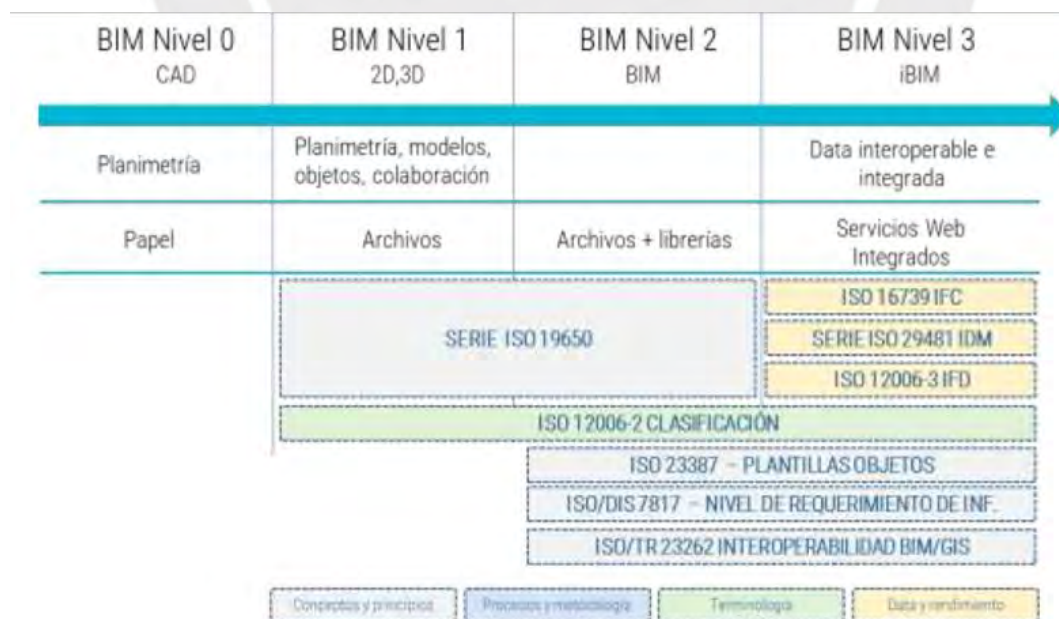 BIM Nivel 0
CAD
BIM Nivel 1
2D,3D
BIM Nivel 2
BIM
BIM Nivel 3
iBIM
Planimetría
Planimetría, modelos,
objetos, colaboración
Data interoperable e
integrada
Papel
Archivos
Archivos + librerías
Servicios Web
Integrados
SERIE ISO 19650
ISO 16739 IFC
SERIE ISO 29481 IDM
ISO 12006-3 IFD
ISO 12006-2 CLASIFICACIÓN
ISO 23387 – PLANTILLAS OBJETOS
ISO/DIS 7817 – NIVEL DE REQUERIMIENTO DE INF.
ISO/TR 23262 INTEROPERABILIDAD BIM/GIS
Conceptos y principios
Procesos y metodología
Terminología
Data y rendimiento